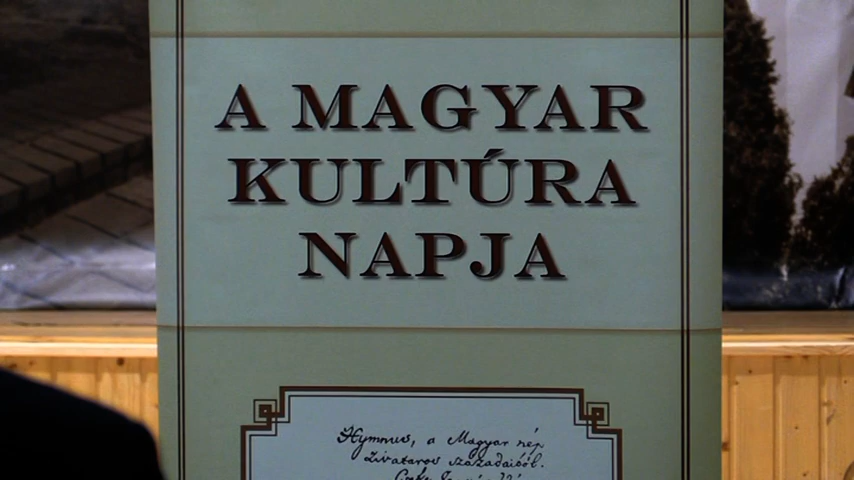 A MAGYAR
KULTÚRA
NAPJA
Hymnus, a Magyar nép
zivataros századaiból.